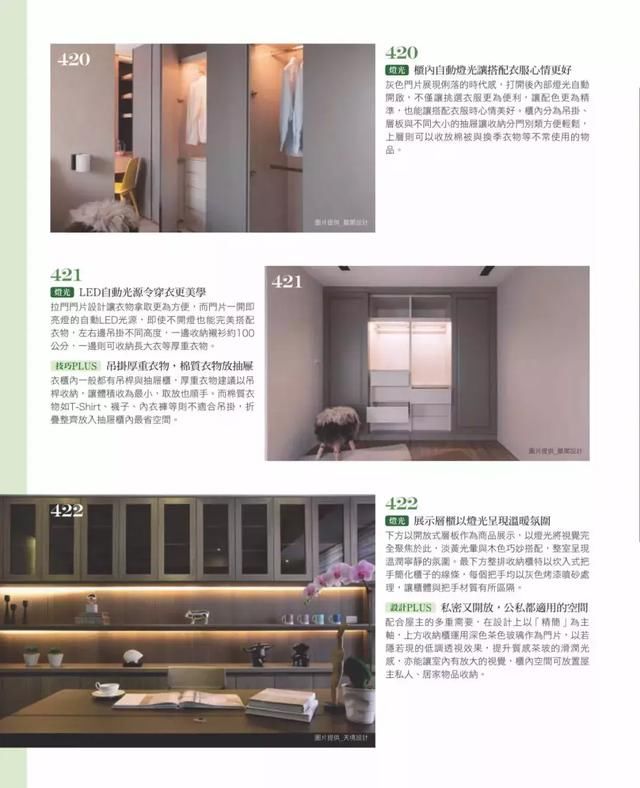 420
420
燈光 櫃內自動燈光讓搭配衣服心情更好
灰色門片展現俐落的時代感，打開後內部燈光自動
開啟，不僅讓挑選衣服更為便利，讓配色更為精
準，也能讓搭配衣服時心情美好。櫃內分為吊掛、
層板與不同大小的抽屜讓收納分門別類方便輕鬆，
上層則可以收放棉被與換季衣物等不常使用的物
品。
圖片提供_
421
燈光 LED自動光源令穿衣更美學
拉門門片設計讓衣物拿取更為方便，而門片一開即
亮燈的自動LED光源，即使不開燈也能完美搭配
衣物，左右邊吊掛不同高度，一邊收納襯衫約100
公分，一邊則可收納長大衣等厚重衣物。
技巧PLUS 吊掛厚重衣物，棉質衣物放抽屜
衣櫃內一般都有吊桿與抽屜櫃，厚重衣物建議以吊
桿收納，讓體積收為最小，取放也順手。而棉質衣
物如T-Shirt、襪子、內衣褲等則不適合吊掛，折
疊整齊放入抽屜櫃內最省空間。
421
圖片提供_
422
422
燈光 展示層櫃以燈光呈現溫暖氛圍
下方以開放式層板作為商品展示，以燈光將視覺完
全聚焦於此，淡黃光暈與木色巧妙搭配，整室呈現
溫潤寧靜的氛圍。最下方整排收納櫃特以崁入式把
手簡化櫃子的線條，每個把手均以灰色烤漆噴砂處
理，讓櫃體與把手材質有所區隔。
設計PLUS 私密又開放，公私都適用的空間
配合屋主的多重需要，在設計上以「精簡」為主
軸，上方收納櫃運用深色茶色玻璃作為門片，以若
隱若現的低調透視效果，提升質感茶玻的滑潤光
感，亦能讓室內有放大的視覺，櫃內空間可放置屋
主私人、居家物品收納。
圖片提供_天境設計